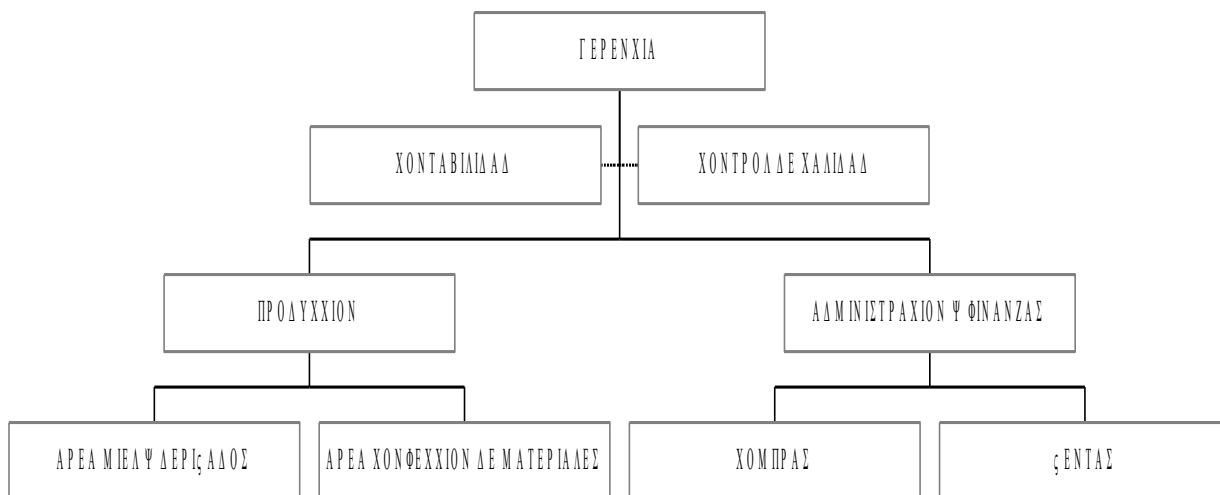 ΓΕΡΕΝΧΙΑ
ΧΟΝΤΑΒΙΛΙΔΑΔ
ΧΟΝΤΡΟΛ ΔΕ ΧΑΛΙΔΑΔ
ΠΡΟΔΥΧΧΙΟΝ
ΑΔΜΙΝΙΣΤΡΑΧΙΟΝ Ψ ΦΙΝΑΝΖΑΣ
ΑΡΕΑ ΜΙΕΛ Ψ ΔΕΡΙςΑΔΟΣ
ΑΡΕΑ ΧΟΝΦΕΧΧΙΟΝ ΔΕ ΜΑΤΕΡΙΑΛΕΣ
ΧΟΜΠΡΑΣ
ςΕΝΤΑΣ